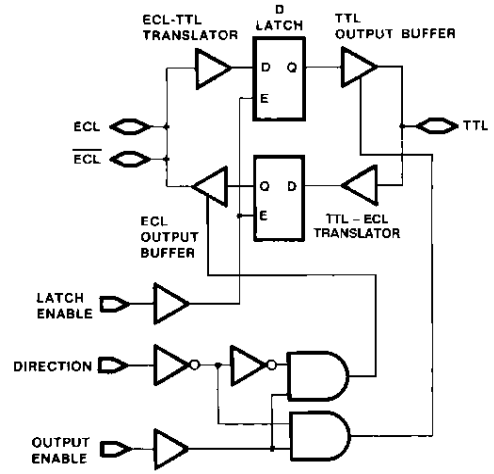 ECL-TTL
TRANSLATOR
D
LATCH
TTL
OUTPUT BUFFER
D Q
E
ECL
ECL
TTL
Q D
E
ECL
OUTPUT
BUFFER
TTL – ECL
TRANSLATOR
LATCH
ENABLE
DIRECTION
OUTPUT
ENABLE